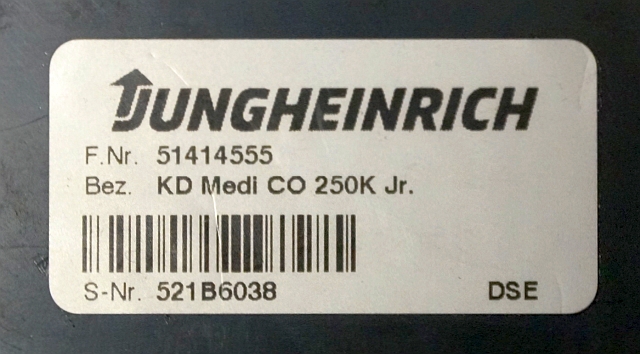 JUNGHEINRICH
F.Nr. 51414555
Bez. KD Medi CO 250K Jr.
S-Nr. 521B6038 DSE